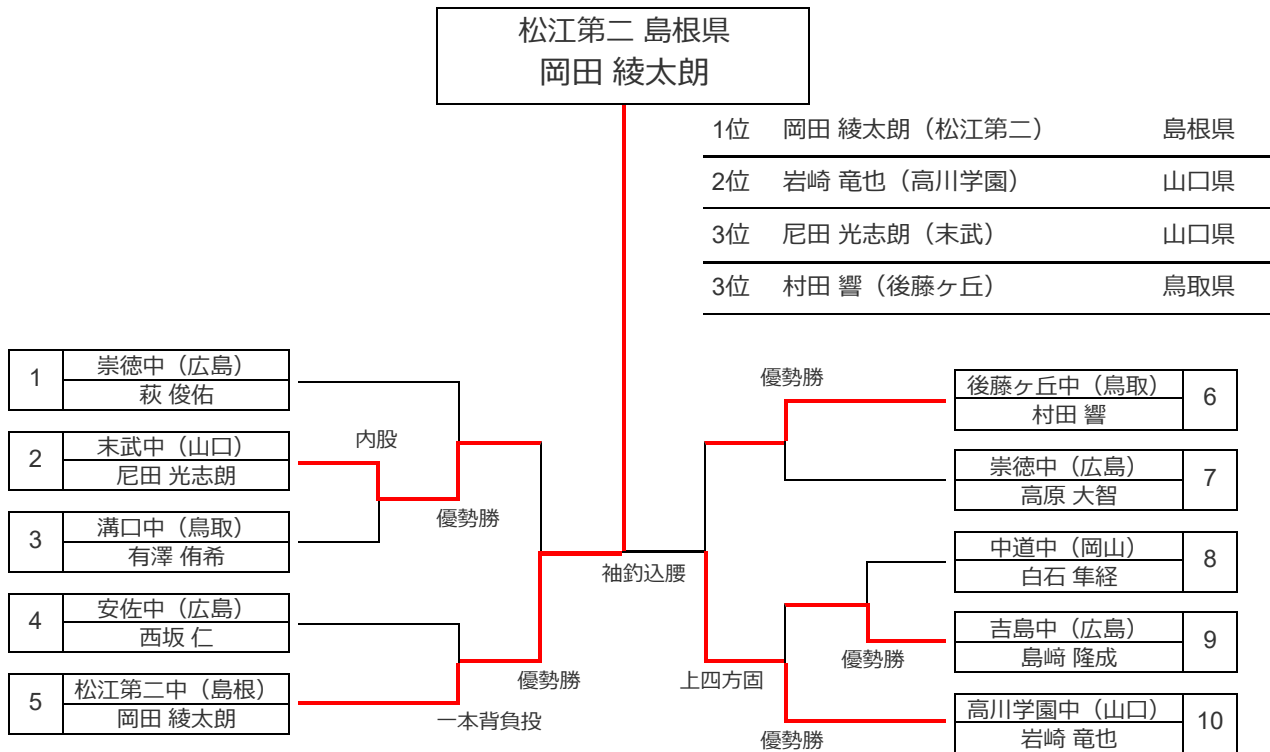 松江第二 島根県
岡田 綾太朗
1位 岡田 綾太朗（松江第二） 島根県
2位 岩崎 竜也（高川学園） 山口県
3位 尼田 光志朗（末武） 山口県
3位 村田 響（後藤ヶ丘） 鳥取県
1
崇徳中（広島）
萩 俊佑
2
末武中（山口）
尼田 光志朗
3
溝口中（鳥取）
有澤 侑希
4
安佐中（広島）
西坂 仁
5
松江第二中（島根）
岡田 綾太朗
内股
優勢勝
優勢勝
一本背負投
袖釣込腰
優勢勝
上四方固
優勢勝
優勢勝
後藤ヶ丘中（鳥取）
村田 響
6
崇徳中（広島）
高原 大智
7
中道中（岡山）
白石 隼経
8
吉島中（広島）
島﨑 隆成
9
高川学園中（山口）
岩崎 竜也
10